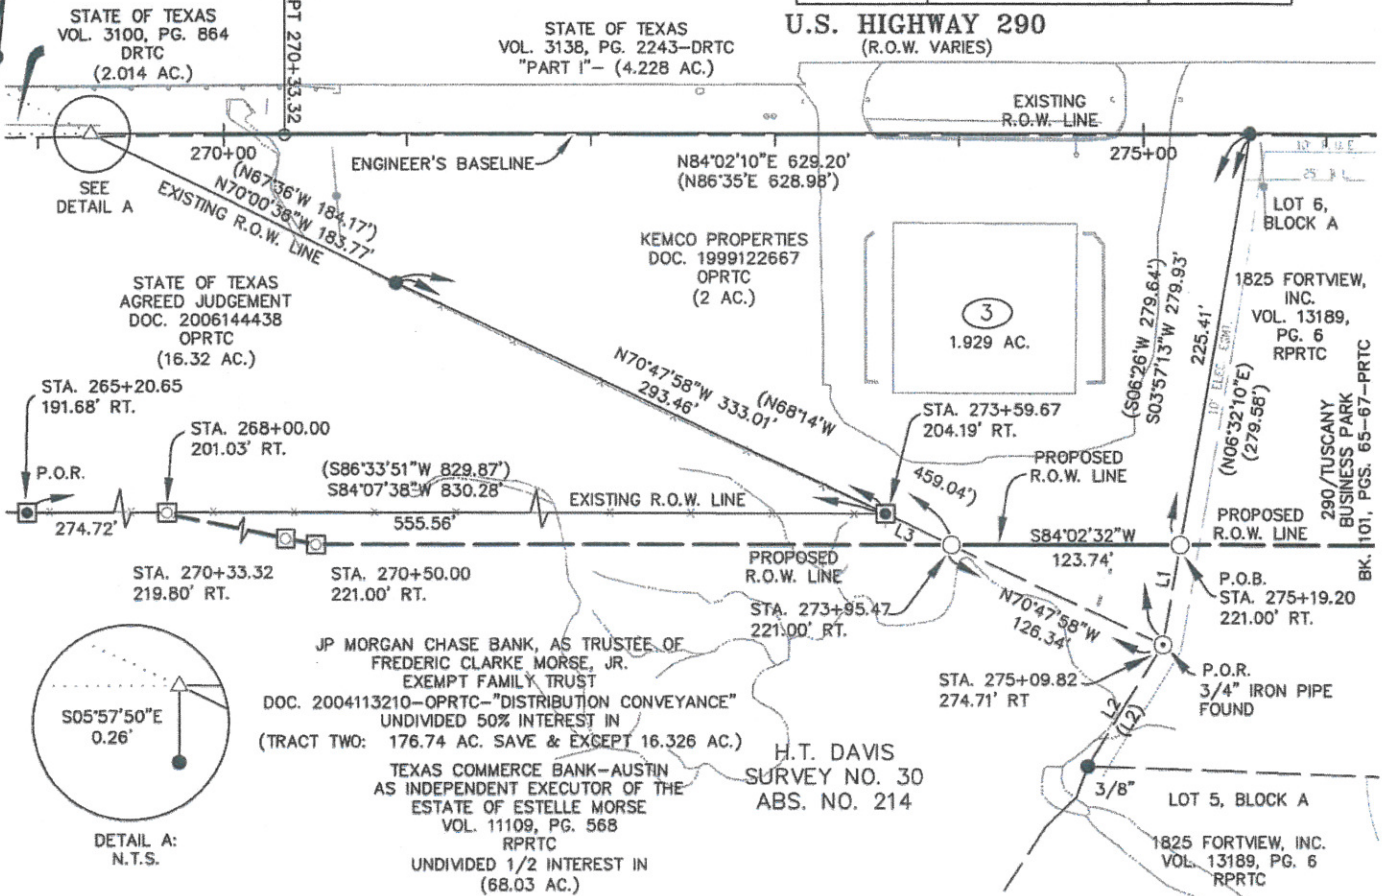 STATE OF TEXAS
VOL. 3100, PG. 864
DRTC
(2.014 AC.)
PT 270+33.32
STATE OF TEXAS
VOL. 3138, PG. 2243-DRTC
"PART I"- (4.228 AC.)
U.S. HIGHWAY 290
(R.O.W. VARIES)
EXISTING
R.O.W. LINE
270+00
ENGINEER'S BASELINE
N84°02'10"E 629.20'
(N86°35'E 628.98')
275+00
10' P.U.E.
25' B.L.
SEE
DETAIL A
(N67°36'W 184.17')
N70°00'38"W 183.77'
EXISTING R.O.W. LINE
LOT 6,
BLOCK A
KEMCO PROPERTIES
DOC. 1999122667
OPRTC
(2 AC.)
3
1.929 AC.
STATE OF TEXAS
AGREED JUDGEMENT
DOC. 2006144438
OPRTC
(16.32 AC.)
(S06°26'W 279.64')
S03°57'13"W 279.93'
225.41'
10' ELEC. ESMT.
(N06°32'10"E)
(279.58')
1825 FORTVIEW,
INC.
VOL. 13189,
PG. 6
RPRTC
290/TUSCANY
BUSINESS PARK
BK. 101, PGS. 65-67-PRTC
N70°47'58"W 333.01'
293.46'
(N68°14'W
459.04')
STA. 265+20.65
191.68' RT.
STA. 268+00.00
201.03' RT.
STA. 273+59.67
204.19' RT.
P.O.R.
(S86°33'51"W 829.87')
S84°07'38"W 830.28'
EXISTING R.O.W. LINE
PROPOSED
R.O.W. LINE
274.72'
555.56'
L3
S84°02'32"W
123.74'
PROPOSED
R.O.W. LINE
STA. 270+33.32
219.80' RT.
STA. 270+50.00
221.00' RT.
PROPOSED
R.O.W. LINE
STA. 273+95.47
221.00' RT.
N70°47'58"W
126.34'
L1
P.O.B.
STA. 275+19.20
221.00' RT.
JP MORGAN CHASE BANK, AS TRUSTEE OF
FREDERIC CLARKE MORSE, JR.
EXEMPT FAMILY TRUST
DOC. 2004113210-OPRTC-"DISTRIBUTION CONVEYANCE"
UNDIVIDED 50% INTEREST IN
(TRACT TWO: 176.74 AC. SAVE & EXCEPT 16.326 AC.)
STA. 275+09.82
274.71' RT
P.O.R.
3/4" IRON PIPE
FOUND
L2
(L2)
S05°57'50"E
0.26'
DETAIL A:
N.T.S.
TEXAS COMMERCE BANK-AUSTIN
AS INDEPENDENT EXECUTOR OF THE
ESTATE OF ESTELLE MORSE
VOL. 11109, PG. 568
RPRTC
UNDIVIDED 1/2 INTEREST IN
(68.03 AC.)
H.T. DAVIS
SURVEY NO. 30
ABS. NO. 214
3/8"
LOT 5, BLOCK A
1825 FORTVIEW, INC.
VOL. 13189, PG. 6
RPRTC